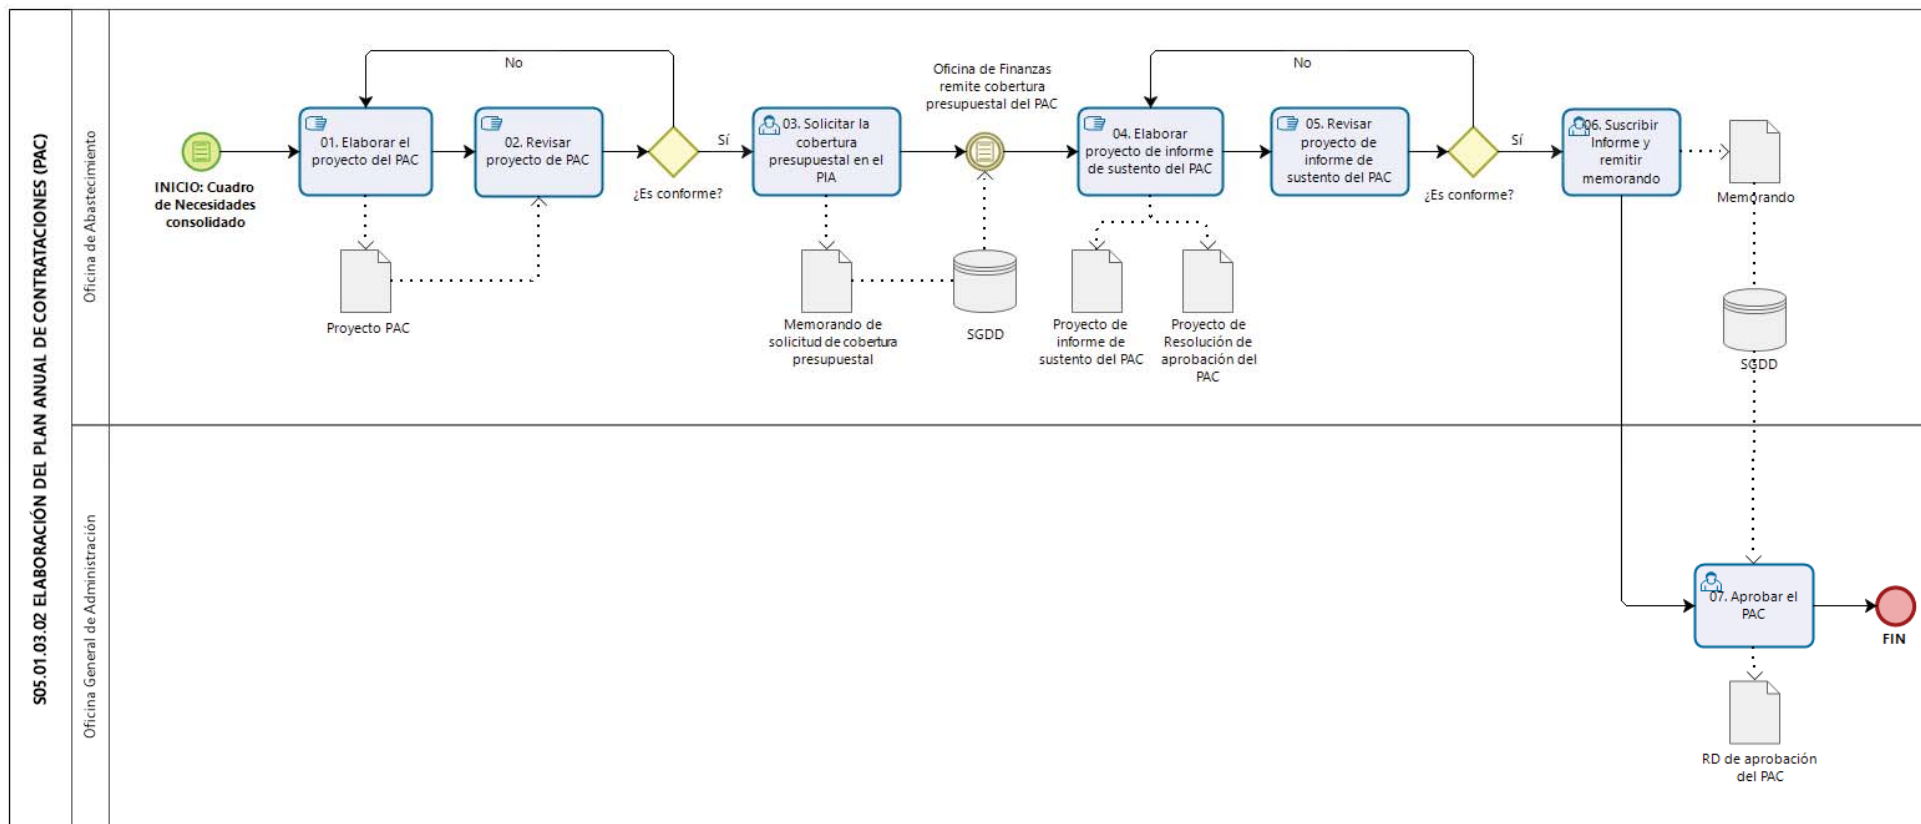 S05.01.03.02 ELABORACIÓN DEL PLAN ANUAL DE CONTRATACIONES (PAC)
Oficina de Abastecimiento
INICIO: Cuadro
de Necesidades
consolidado
No
01. Elaborar el
proyecto del PAC
Proyecto PAC
02. Revisar
proyecto de PAC
¿Es conforme?
Sí
03. Solicitar la
cobertura
presupuestal en el
PIA
Memorando de
solicitud de cobertura
presupuestal
Oficina de Finanzas
remite cobertura
presupuestal del PAC
SGDD
No
04. Elaborar
proyecto de informe
de sustento del PAC
Proyecto de
informe de
sustento del PAC
Proyecto de
Resolución de
aprobación del
PAC
05. Revisar
proyecto de
informe de
sustento del PAC
¿Es conforme?
Sí
06. Suscribir
Informe y
remitir
memorando
Memorando
SGDD
Oficina General de Administración
07. Aprobar el
PAC
FIN
RD de aprobación
del PAC